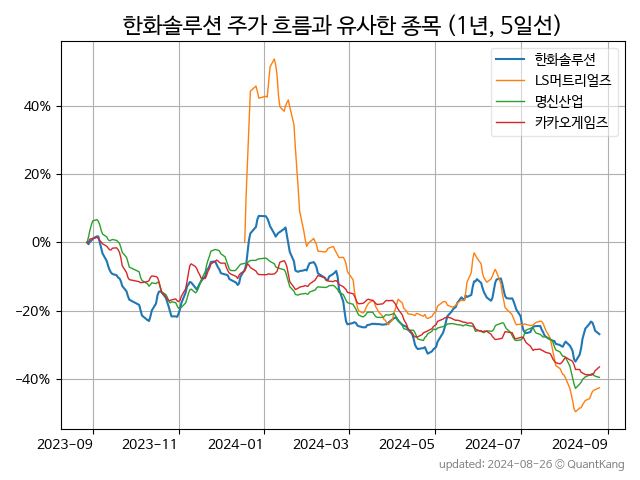 한화솔루션 주가 흐름과 유사한 종목 (1년, 5일선)
한화솔루션
LS머트리얼즈
명신산업
카카오게임즈
40%
20%
0%
−20%
−40%
2023-09 2023-11 2024-01 2024-03 2024-05 2024-07 2024-09
updated: 2024-08-26 © QuantKang